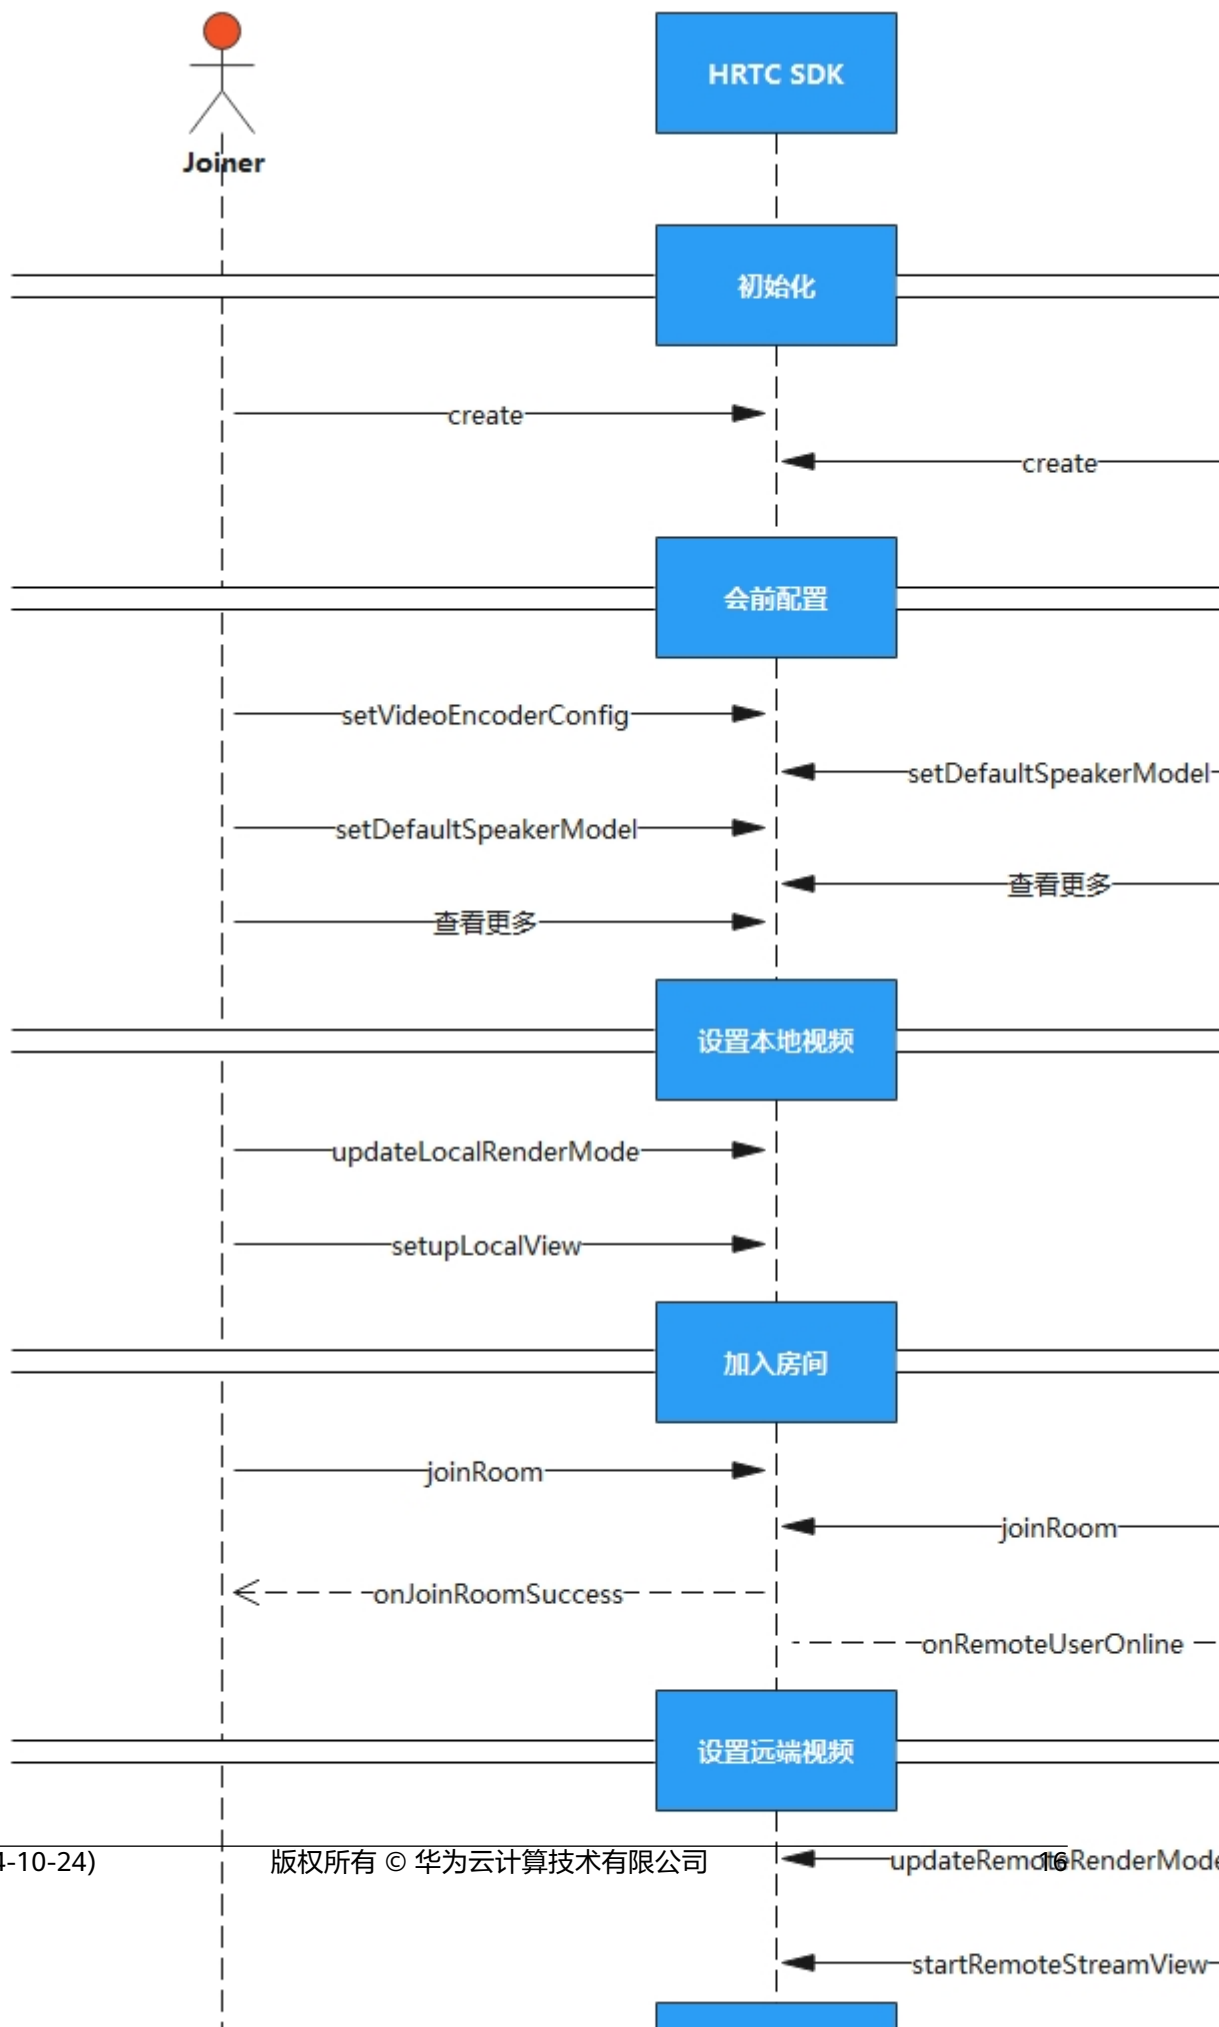 HRTC SDK
Joiner
初始化
create
create
会前配置
setVideoEncoderConfig
setDefaultSpeakerModel
setDefaultSpeakerModel
查看更多
查看更多
设置本地视频
updateLocalRenderMode
setupLocalView
加入房间
joinRoom
joinRoom
onJoinRoomSuccess
onRemoteUserOnline
设置远端视频
4-10-24)
版权所有 © 华为云计算技术有限公司
updateRemoteRenderMode
16
startRemoteStreamView